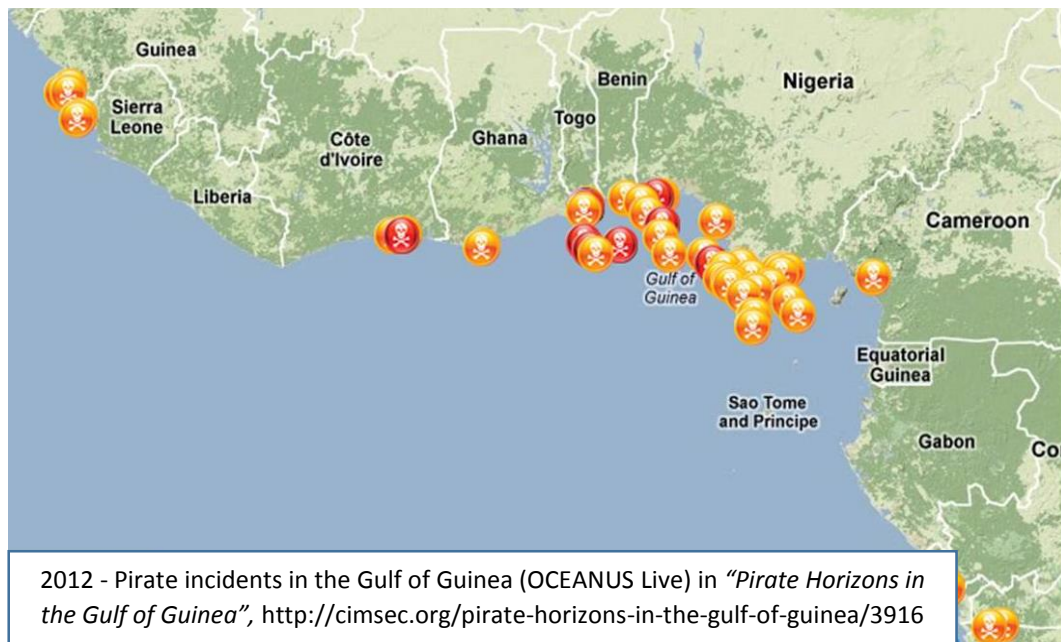 Guinea
Sierra
Leone
Liberia
Côte
d'Ivoire
Ghana
Togo
Benin
Nigeria
Cameroon
Gulf of
Guinea
Equatorial
Guinea
Sao Tome
and Principe
Gabon
Co
2012 - Pirate incidents in the Gulf of Guinea (OCEANUS Live) in “Pirate Horizons in
the Gulf of Guinea”, http://cimsec.org/pirate-horizons-in-the-gulf-of-guinea/3916